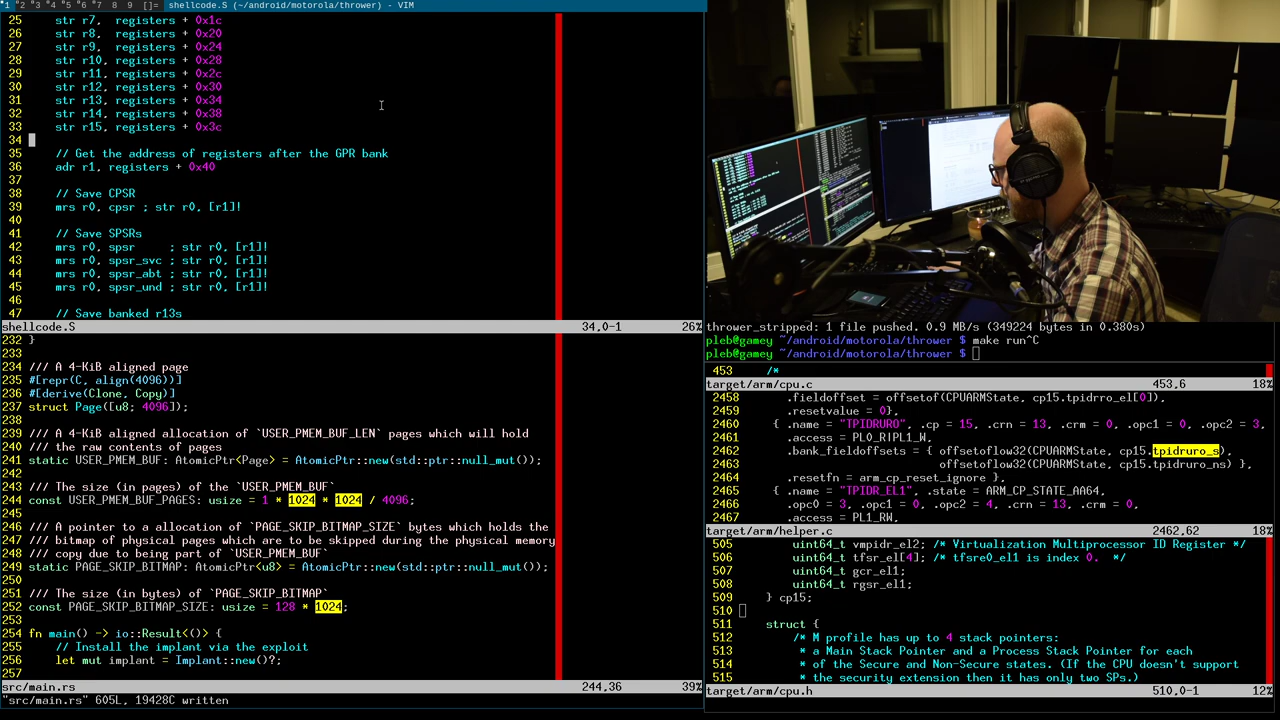 1 2 3 4 5 6 7 8 9 []= shellcode.S (~/android/motorola/thrower) - VIM
25 str r7, registers + 0x1c
26 str r8, registers + 0x20
27 str r9, registers + 0x24
28 str r10, registers + 0x28
29 str r11, registers + 0x2c
30 str r12, registers + 0x30
31 str r13, registers + 0x34
32 str r14, registers + 0x38
33 str r15, registers + 0x3c
34
35 // Get the address of registers after the GPR bank
36 adr r1, registers + 0x40
37
38 // Save CPSR
39 mrs r0, cpsr ; str r0, [r1]!
40
41 // Save SPSRs
42 mrs r0, spsr ; str r0, [r1]!
43 mrs r0, spsr_svc ; str r0, [r1]!
44 mrs r0, spsr_abt ; str r0, [r1]!
45 mrs r0, spsr_und ; str r0, [r1]!
46
47 // Save banked r13s
shellcode.S 34,0-1 26%
232 }
233
234 /// A 4-KiB aligned page
235 #[repr(C, align(4096))]
236 #[derive(Clone, Copy)]
237 struct Page([u8; 4096]);
238
239 /// A 4-KiB aligned allocation of `USER_PMEM_BUF_LEN` pages which will hold
240 /// the raw contents of pages
241 static USER_PMEM_BUF: AtomicPtr<Page> = AtomicPtr::new(std::ptr::null_mut());
242
243 /// The size (in pages) of the `USER_PMEM_BUF`
244 const USER_PMEM_BUF_PAGES: usize = 1 * 1024 * 1024 / 4096;
245
246 /// A pointer to a allocation of `PAGE_SKIP_BITMAP_SIZE` bytes which holds the
247 /// bitmap of physical pages which are to be skipped during the physical memory
248 /// copy due to being part of `USER_PMEM_BUF`
249 static PAGE_SKIP_BITMAP: AtomicPtr<u8> = AtomicPtr::new(std::ptr::null_mut());
250
251 /// The size (in bytes) of `PAGE_SKIP_BITMAP`
252 const PAGE_SKIP_BITMAP_SIZE: usize = 128 * 1024;
253
254 fn main() -> io::Result<()> {
255 // Install the implant via the exploit
256 let mut implant = Implant::new()?;
257
src/main.rs 244,36 39%
"src/main.rs" 605L, 19428C written
thrower_stripped: 1 file pushed. 0.9 MB/s (349224 bytes in 0.380s)
pleb@gamey ~/android/motorola/thrower $ make run^C
pleb@gamey ~/android/motorola/thrower $
453 /*
target/arm/cpu.c 453,6 18%
2458 .fieldoffset = offsetof(CPUARMState, cp15.tpidrro_el[0]),
2459 .resetvalue = 0},
2460 { .name = "TPIDRURO", .cp = 15, .crn = 13, .crm = 0, .opc1 = 0, .opc2 = 3,
2461 .access = PL0_R|PL1_W,
2462 .bank_fieldoffsets = { offsetoflow32(CPUARMState, cp15.tpidruro_s),
2463 offsetoflow32(CPUARMState, cp15.tpidruro_ns) },
2464 .resetfn = arm_cp_reset_ignore },
2465 { .name = "TPIDR_EL1", .state = ARM_CP_STATE_AA64,
2466 .opc0 = 3, .opc1 = 0, .opc2 = 4, .crn = 13, .crm = 0,
2467 .access = PL1_RW,
target/arm/helper.c 2462,62 18%
505 uint64_t vmpidr_el2; /* Virtualization Multiprocessor ID Register */
506 uint64_t tfsr_el[4]; /* tfsre0_el1 is index 0. */
507 uint64_t gcr_el1;
508 uint64_t rgsr_el1;
509 } cp15;
510
511 struct {
512 /* M profile has up to 4 stack pointers:
513 * a Main Stack Pointer and a Process Stack Pointer for each
514 * of the Secure and Non-Secure states. (If the CPU doesn't support
515 * the security extension then it has only two SPs.)
target/arm/cpu.h 510,0-1 12%